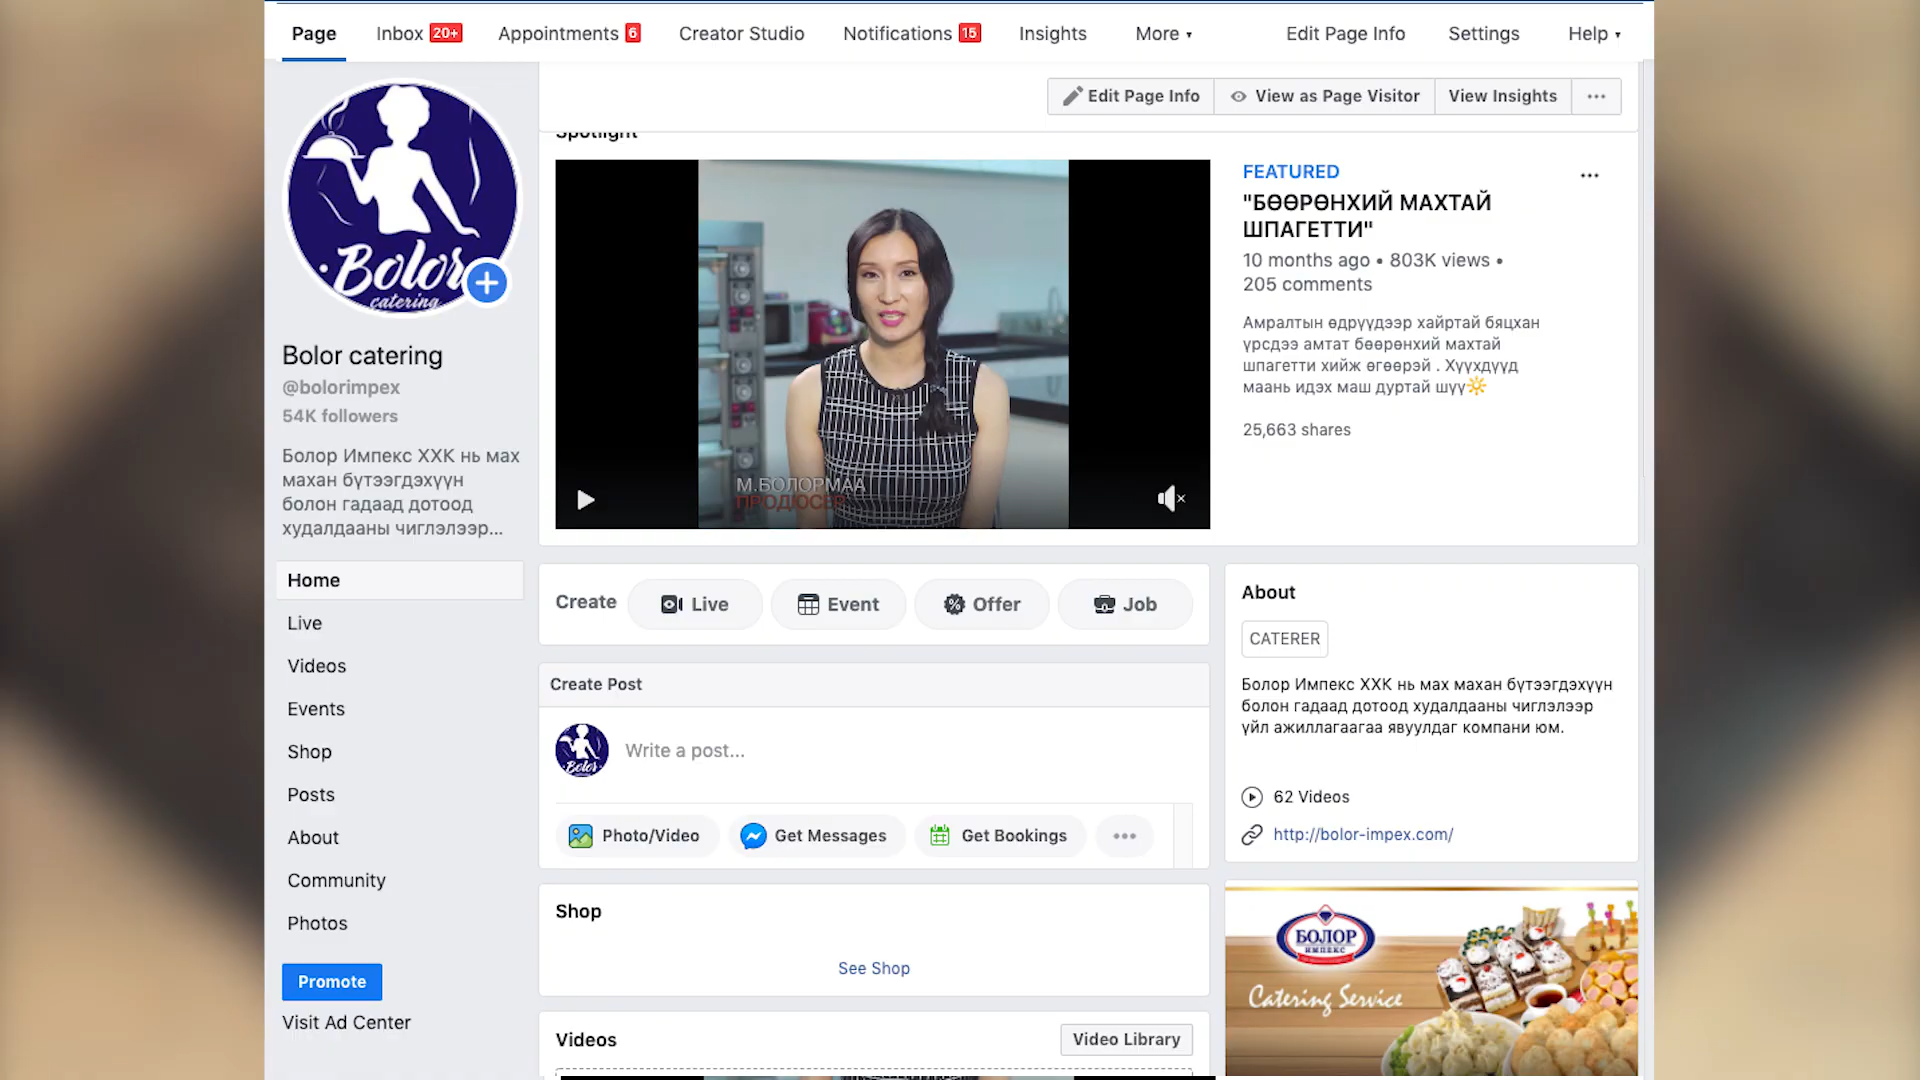 Page
Inbox 20+
Appointments 6
Creator Studio
Notifications 15
Insights
More
Edit Page Info
Settings
Help
Edit Page Info
View as Page Visitor
View Insights
Bolor
catering
Bolor catering
@bolorimpex
54K followers
Болор Импекс ХХК нь мах
махан бүтээгдэхүүн
болон гадаад дотоод
худалдааны чиглэлээр...
Home
Live
Videos
Events
Shop
Posts
About
Community
Photos
Promote
Visit Ad Center
Spotlight
М.БОЛОРМАА
ПРОДЮСЕР
FEATURED
"БӨӨРӨНХИЙ МАХТАЙ
ШПАГЕТТИ"
10 months ago • 803K views •
205 comments
Амралтын өдрүүдээр хайртай бяцхан
үрсдээ амтат бөөрөнхий махтай
шпагетти хийж өгөөрэй . Хүүхдүүд
маань идэх маш дуртай шүү🔆
25,663 shares
Create
Live
Event
Offer
Job
Create Post
Bolor
Write a post...
Photo/Video
Get Messages
Get Bookings
Shop
See Shop
Videos
Video Library
About
CATERER
Болор Импекс ХХК нь мах махан бүтээгдэхүүн
болон гадаад дотоод худалдааны чиглэлээр
үйл ажиллагаагаа явуулдаг компани юм.
62 Videos
http://bolor-impex.com/
БОЛОР
ИМПЕКС
Catering Service